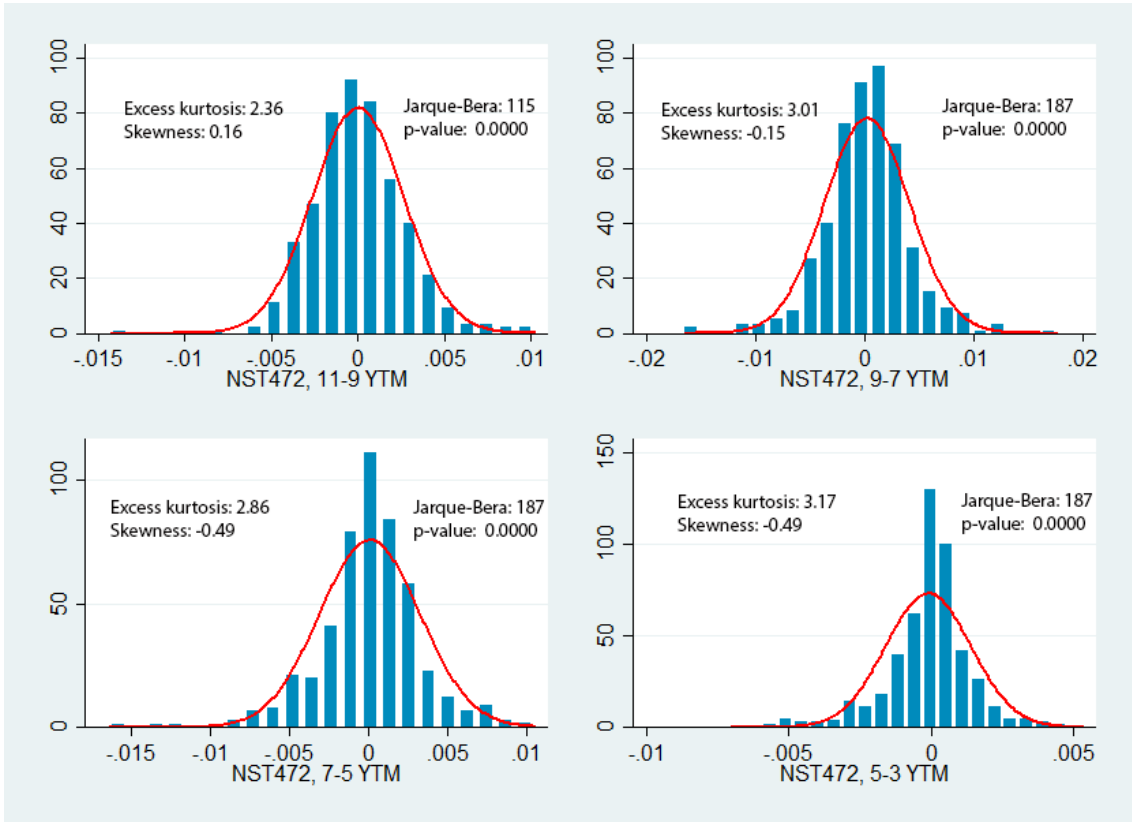 Excess kurtosis: 2.36
Skewness: 0.16
Jarque-Bera: 115
p-value: 0.0000
100
80
60
40
20
0
-.015 -.01 -.005 0 .005 .01
NST472, 11-9 YTM
Excess kurtosis: 3.01
Skewness: -0.15
Jarque-Bera: 187
p-value: 0.0000
100
80
60
40
20
0
-.02 -.01 0 .01 .02
NST472, 9-7 YTM
Excess kurtosis: 2.86
Skewness: -0.49
Jarque-Bera: 187
p-value: 0.0000
100
50
0
-.015 -.01 -.005 0 .005 .01
NST472, 7-5 YTM
Excess kurtosis: 3.17
Skewness: -0.49
Jarque-Bera: 187
p-value: 0.0000
150
100
50
0
-.01 -.005 0 .005
NST472, 5-3 YTM